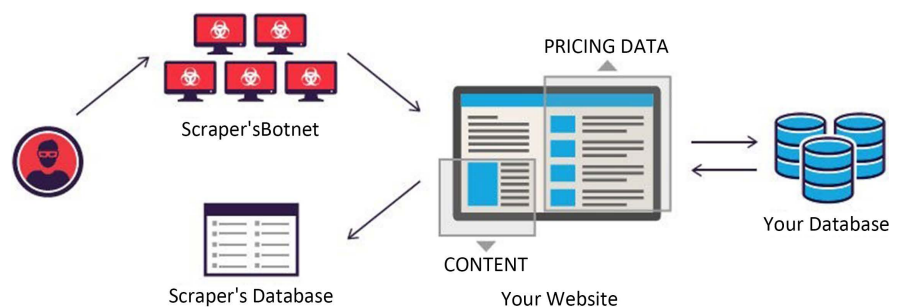 PRICING DATA
Scraper'sBotnet
Your Database
CONTENT
Scraper's Database
Your Website